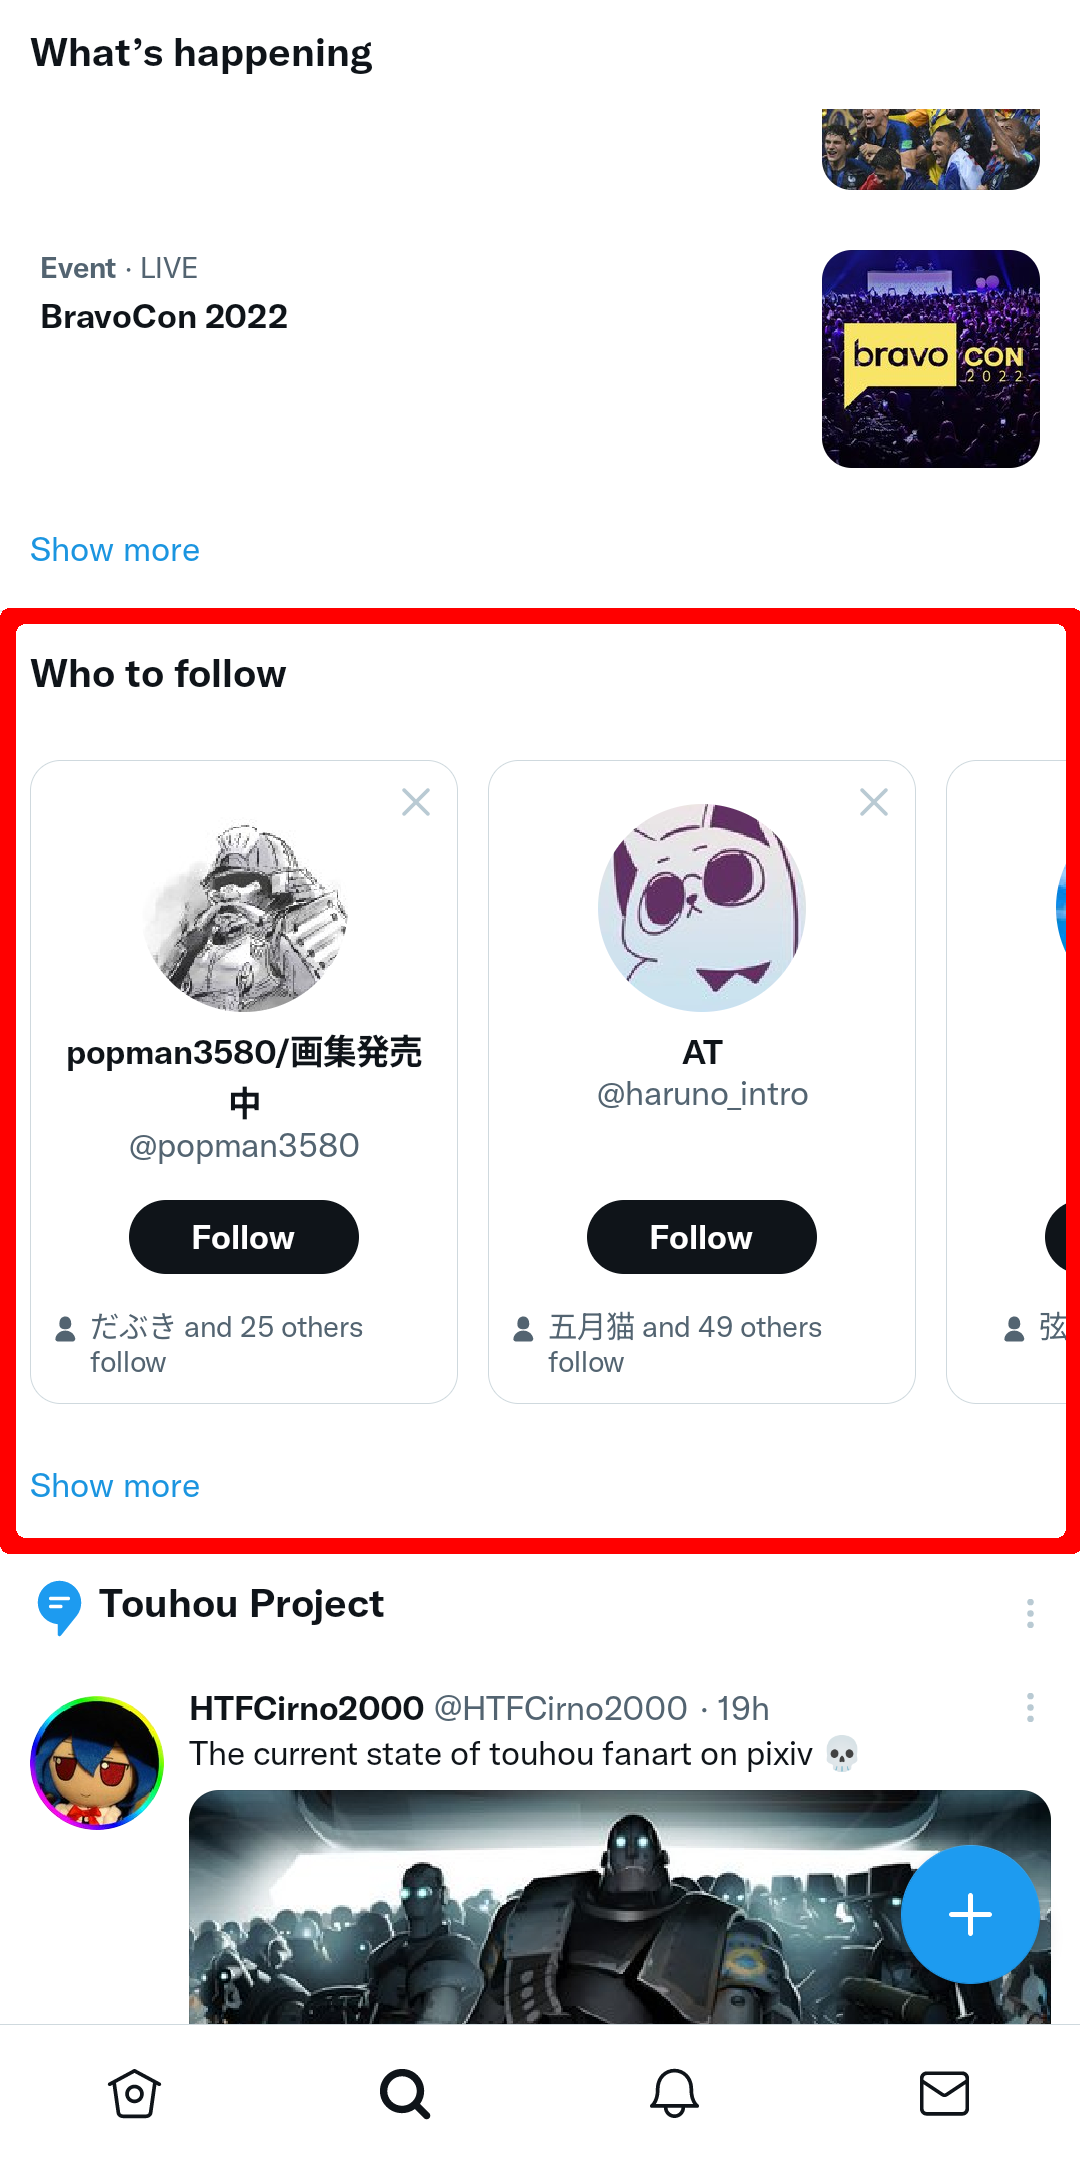 What's happening
Event · LIVE
BravoCon 2022
bravo CON
2022
Show more
Who to follow
popman3580/画集発売
中
@popman3580
Follow
だぶき and 25 others
follow
AT
@haruno_intro
Follow
五月猫 and 49 others
follow
弦
Show more
Touhou Project
HTFCirno2000 @HTFCirno2000 · 19h
The current state of touhou fanart on pixiv 💀